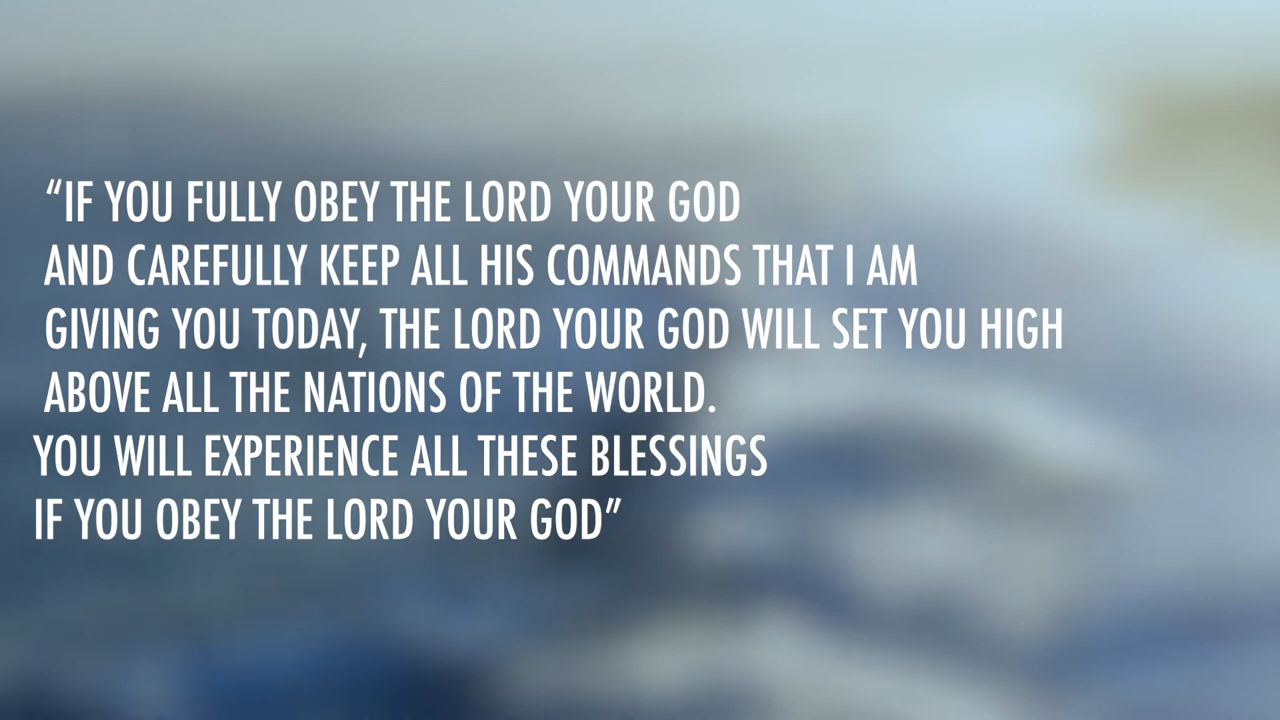 “IF YOU FULLY OBEY THE LORD YOUR GOD
AND CAREFULLY KEEP ALL HIS COMMANDS THAT I AM
GIVING YOU TODAY, THE LORD YOUR GOD WILL SET YOU HIGH
ABOVE ALL THE NATIONS OF THE WORLD.
YOU WILL EXPERIENCE ALL THESE BLESSINGS
IF YOU OBEY THE LORD YOUR GOD”